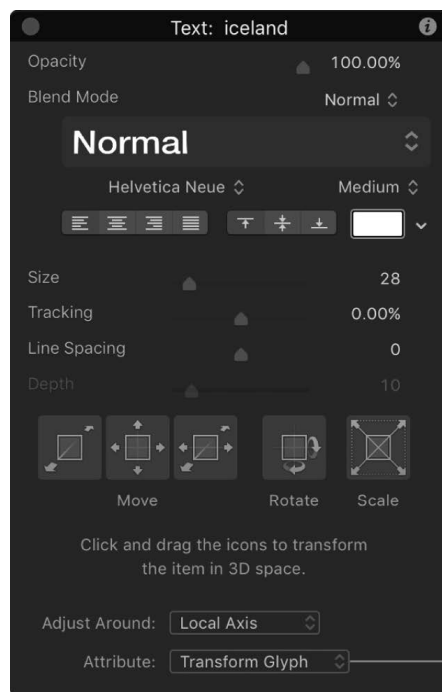 Text: iceland
Opacity 100.00%
Blend Mode Normal
Normal
Helvetica Neue Medium
Size 28
Tracking 0.00%
Line Spacing 0
Depth 10
Move Rotate Scale
Click and drag the icons to transform
the item in 3D space.
Adjust Around: Local Axis
Attribute: Transform Glyph